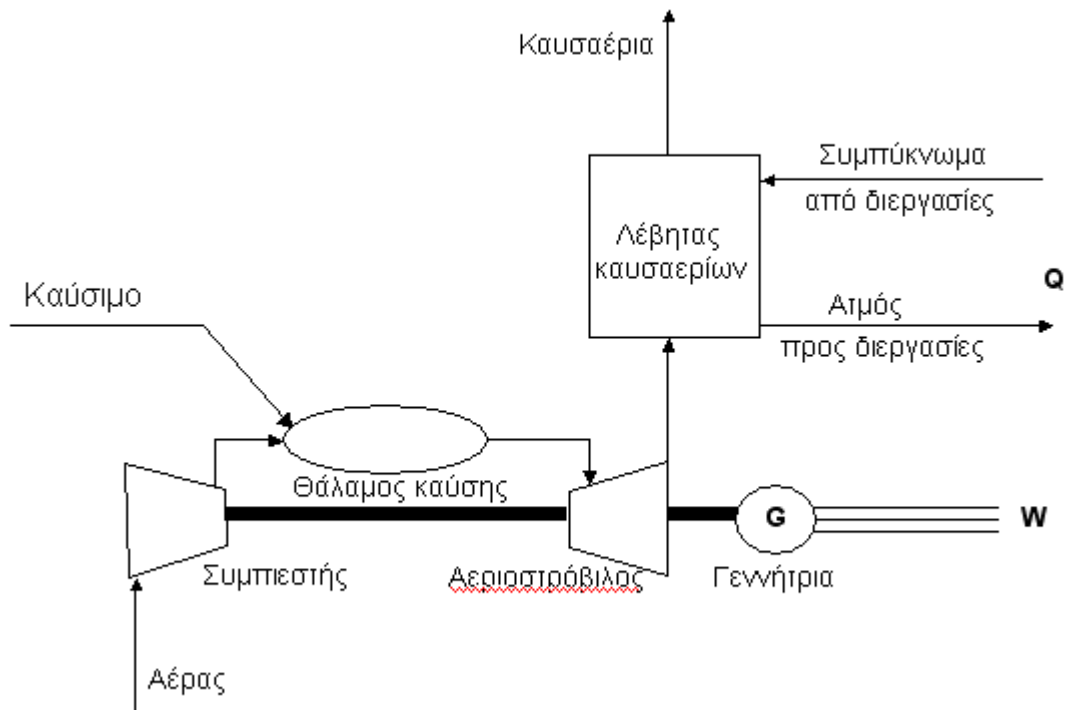 Καυσαέρια
Συμπύκνωμα
από διεργασίες
Λέβητας
καυσαερίων
Q
Ατμός
προς διεργασίες
Καύσιμο
Θάλαμος καύσης
G
W
Συμπιεστής
Αεριοστρόβιλος
Γεννήτρια
Αέρας